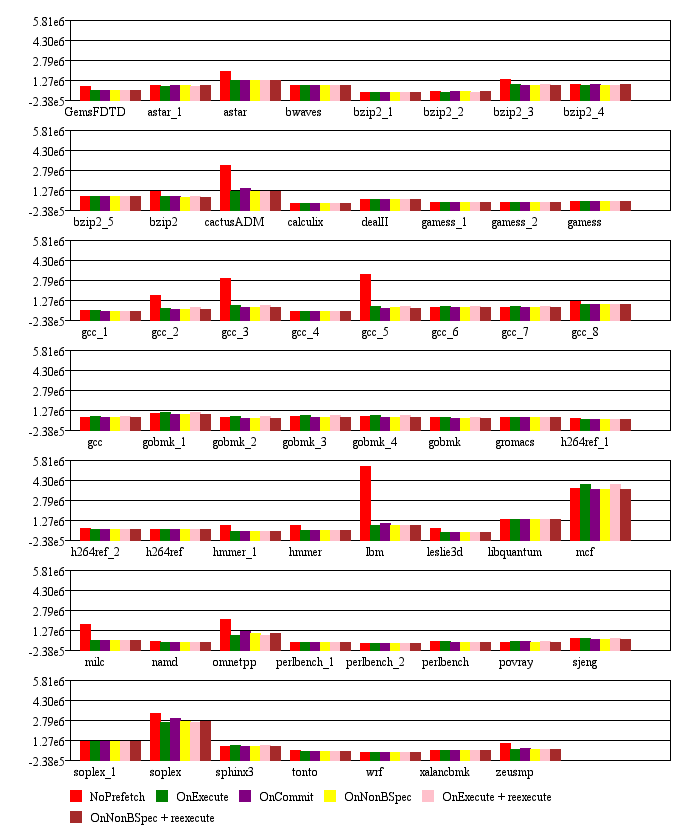 5.81e6
4.30e6
2.79e6
1.27e6
-2.38e5
GemsFDTD astar_1 astar bwaves bzip2_1 bzip2_2 bzip2_3 bzip2_4
5.81e6
4.30e6
2.79e6
1.27e6
-2.38e5
bzip2_5 bzip2 cactusADM calculix dealII gamess_1 gamess_2 gamess
5.81e6
4.30e6
2.79e6
1.27e6
-2.38e5
gcc_1 gcc_2 gcc_3 gcc_4 gcc_5 gcc_6 gcc_7 gcc_8
5.81e6
4.30e6
2.79e6
1.27e6
-2.38e5
gcc gobmk_1 gobmk_2 gobmk_3 gobmk_4 gobmk gromacs h264ref_1
5.81e6
4.30e6
2.79e6
1.27e6
-2.38e5
h264ref_2 h264ref hmmer_1 hmmer lbm leslie3d libquantum mcf
5.81e6
4.30e6
2.79e6
1.27e6
-2.38e5
milc namd omnetpp perlbench_1 perlbench_2 perlbench povray sjeng
5.81e6
4.30e6
2.79e6
1.27e6
-2.38e5
soplex_1 soplex sphinx3 tonto wrf xalancbmk zeusmp
NoPrefetch OnExecute OnCommit OnNonBSpec OnExecute + reexecute
OnNonBSpec + reexecute